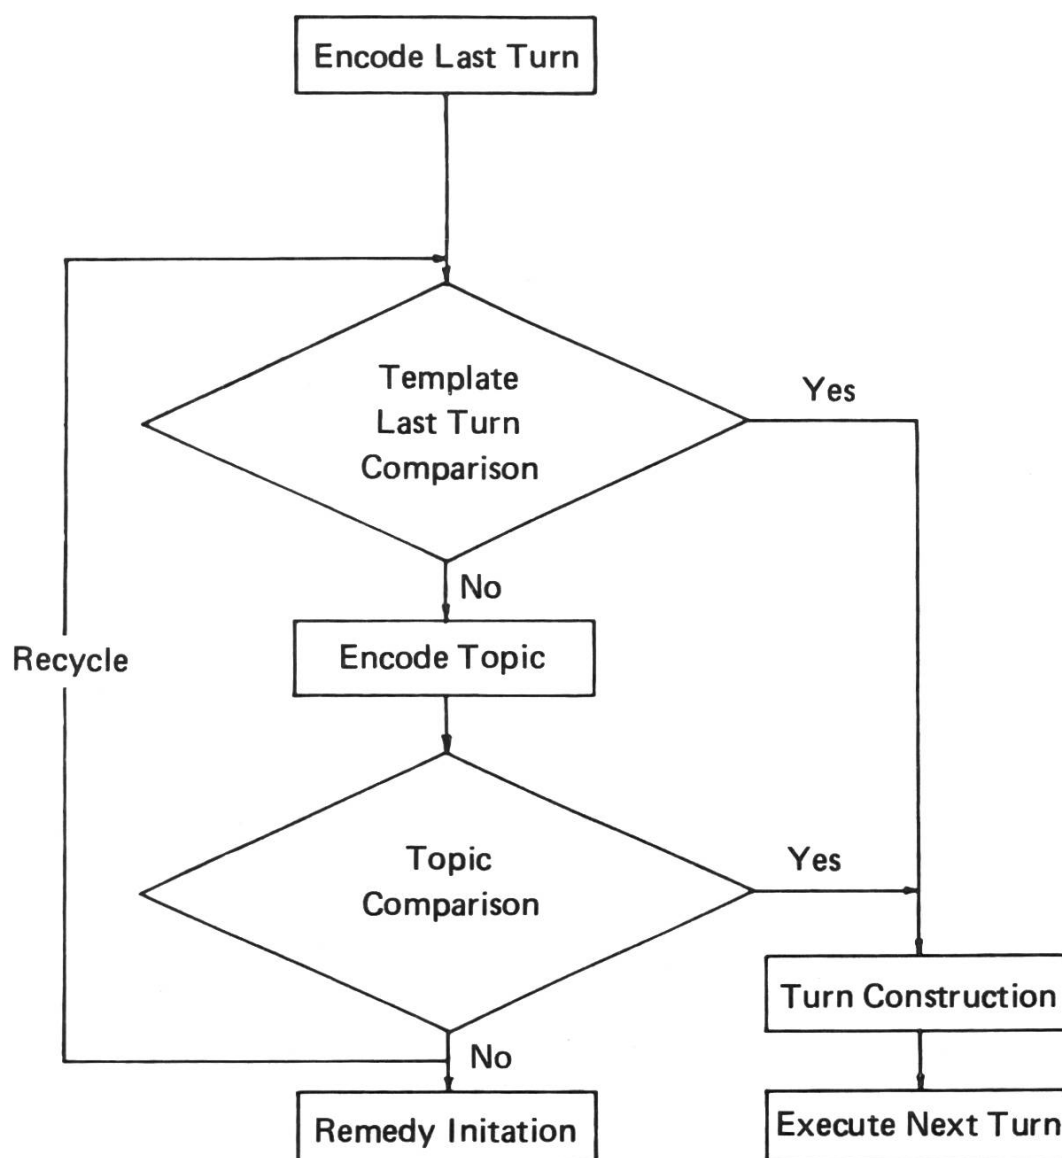 Encode Last Turn
Template
Last Turn
Comparison
Yes
No
Encode Topic
Recycle
Topic
Comparison
Yes
Turn Construction
No
Remedy Initation
Execute Next Turn